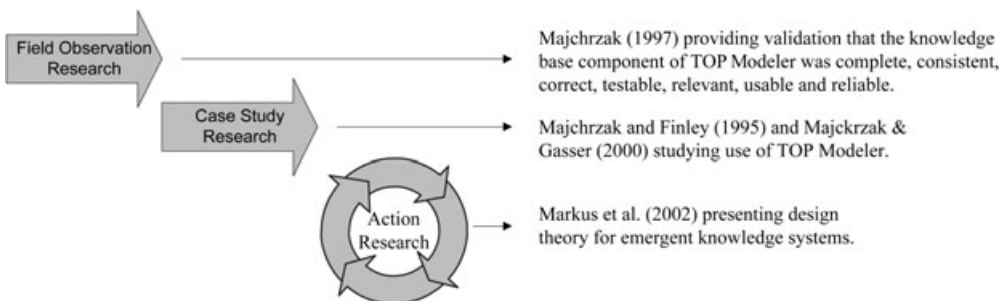 Field Observation
Research
Majchrzak (1997) providing validation that the knowledge
base component of TOP Modeler was complete, consistent,
correct, testable, relevant, usable and reliable.
Case Study
Research
Majchrzak and Finley (1995) and Majckrzak &
Gasser (2000) studying use of TOP Modeler.
Action
Research
Markus et al. (2002) presenting design
theory for emergent knowledge systems.